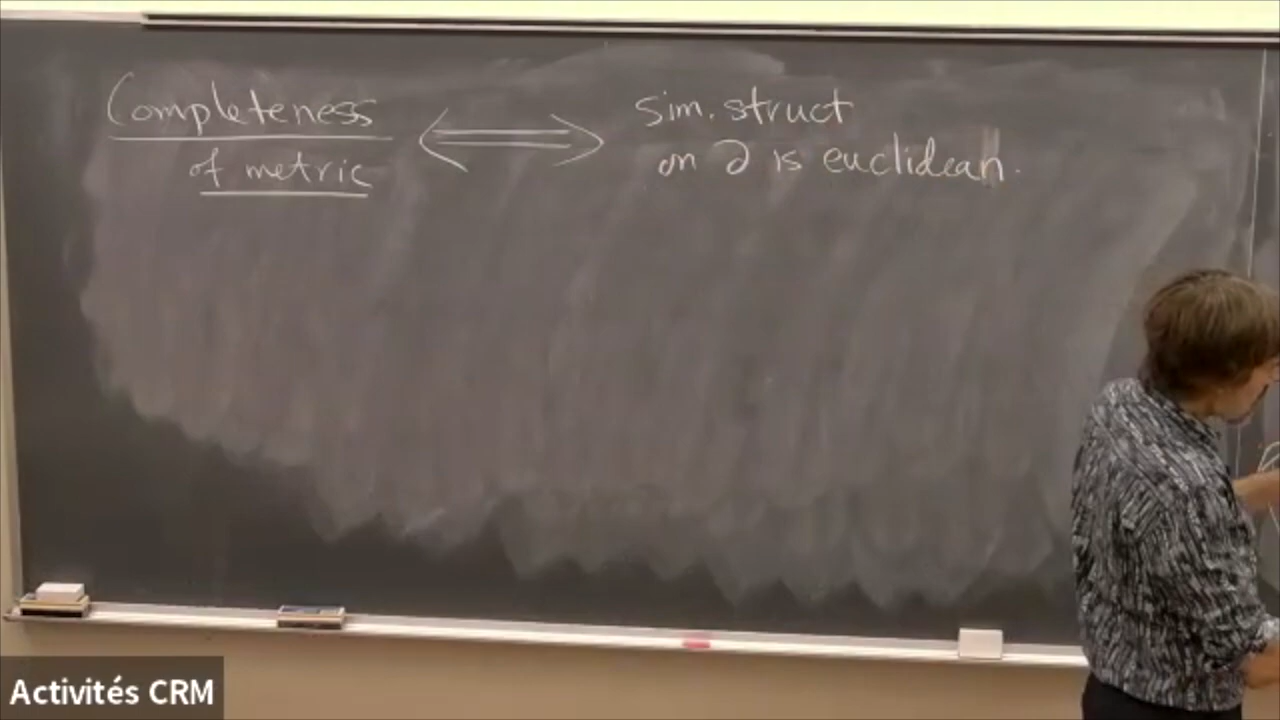 Completeness
of metric
⟺
sim. struct
on ∂ is euclidean.
Activités CRM